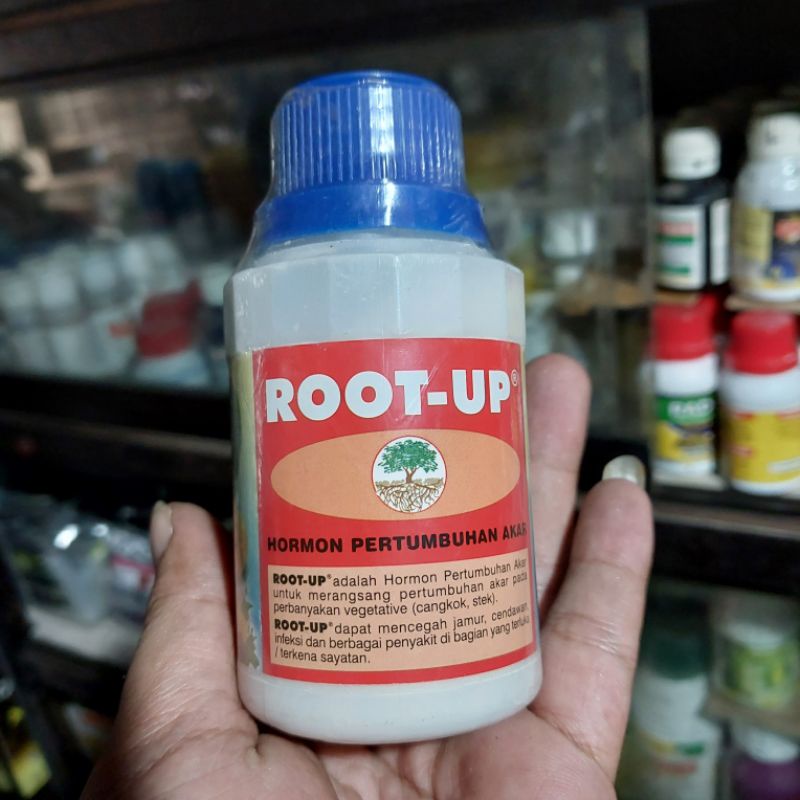 ROOT-UP®
HORMON PERTUMBUHAN AKAR
ROOT-UP® adalah Hormon Pertumbuhan Akar
untuk merangsang pertumbuhan akar pada
perbanyakan vegetative (cangkok, stek).
ROOT-UP® dapat mencegah jamur, cendawan,
infeksi dan berbagai penyakit di bagian yang terluka
/ terkena sayatan.